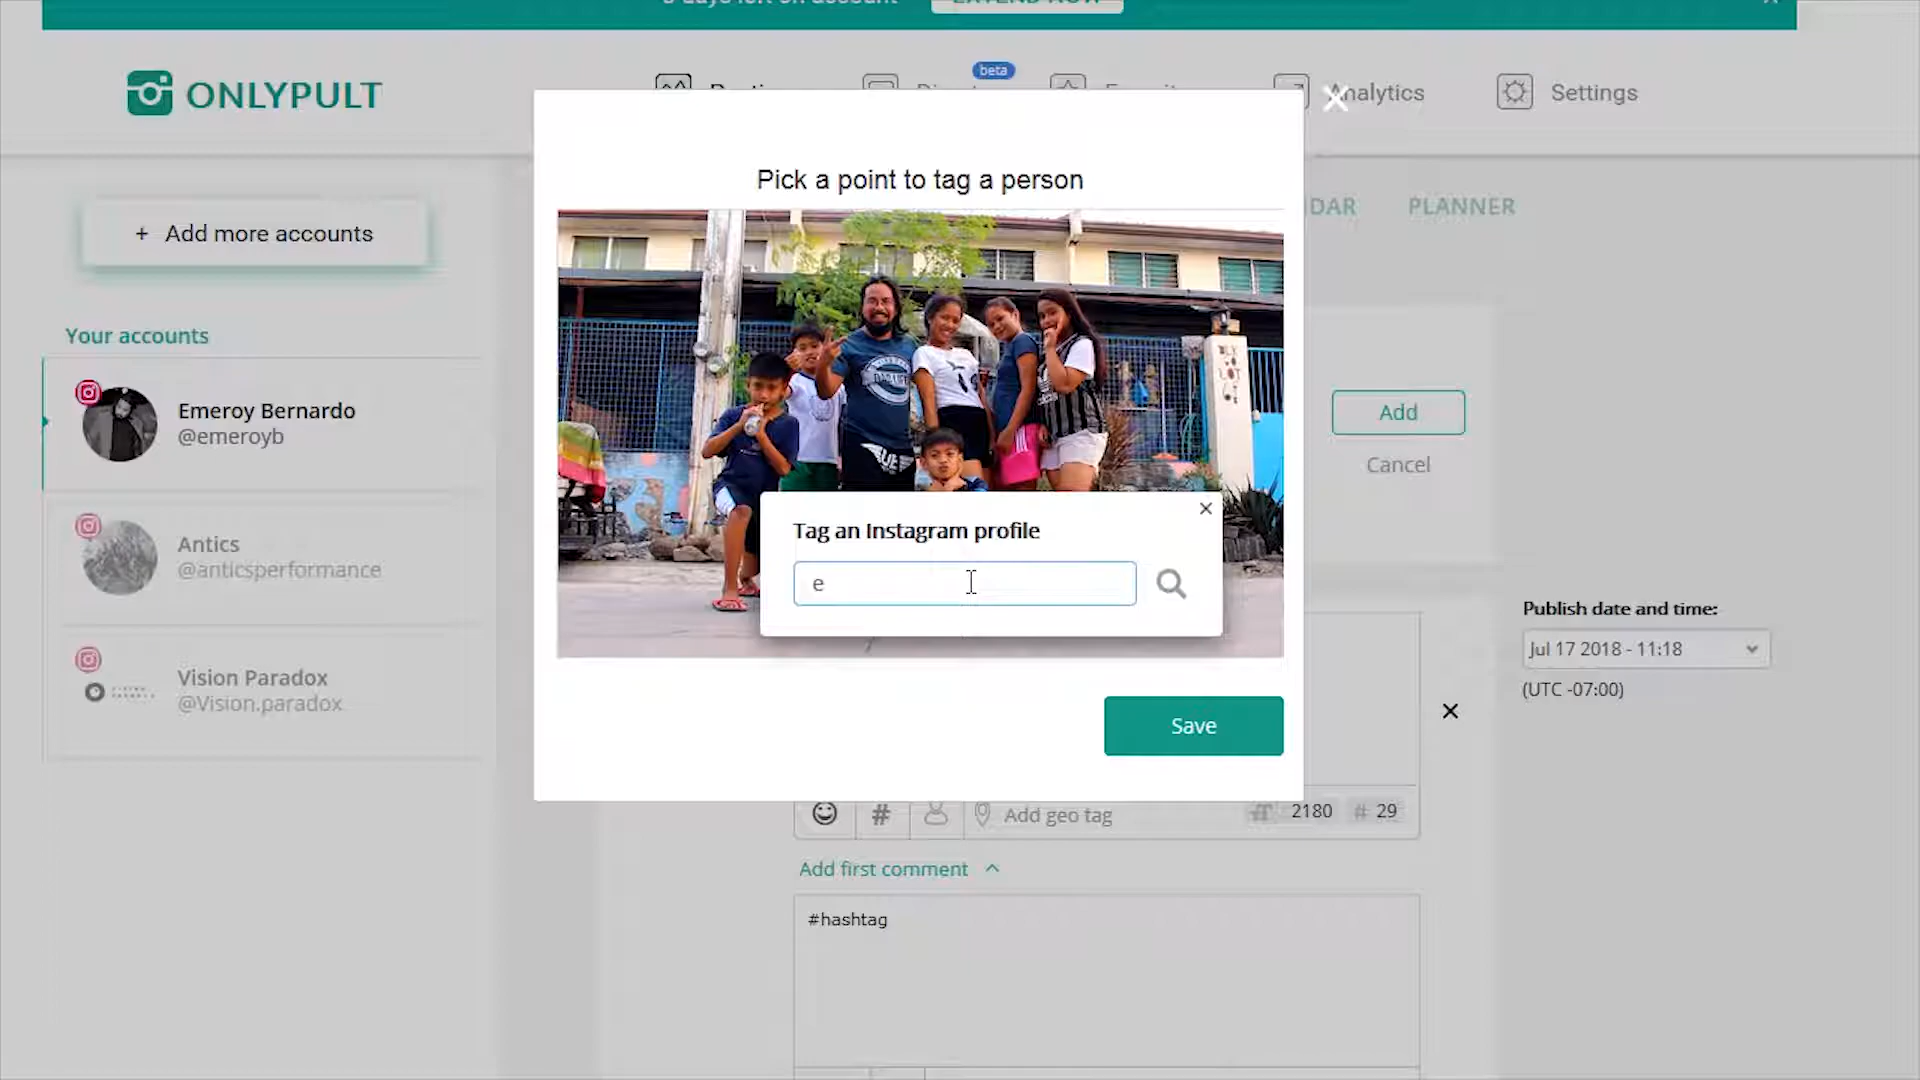 beta
ONLYPULT
Analytics
Settings
Pick a point to tag a person
+ Add more accounts
PLANNER
Your accounts
Emeroy Bernardo
@emeroyb
Add
Cancel
Tag an Instagram profile
e
Antics
@anticsperformance
Publish date and time:
Jul 17 2018 - 11:18
(UTC -07:00)
Vision Paradox
@Vision.paradox
Save
# Add geo tag 2180 # 29
Add first comment
#hashtag